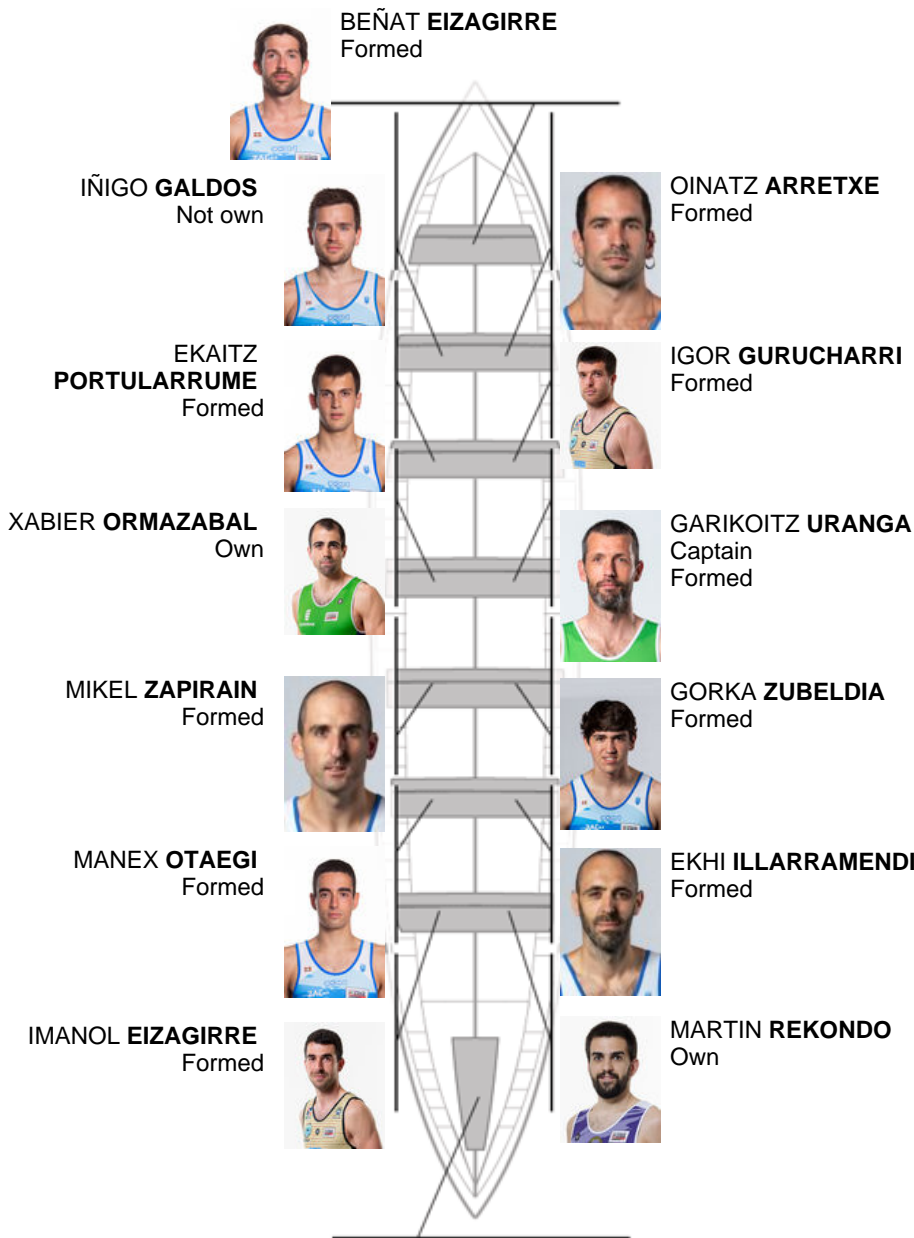 BEÑAT EIZAGIRRE
Formed
IÑIGO GALDOS
Not own
OINATZ ARRETXE
Formed
EKAITZ
PORTULARRUME
Formed
IGOR GURUCHARRI
Formed
XABIER ORMAZABAL
Own
GARIKOITZ URANGA
Captain
Formed
MIKEL ZAPIRAIN
Formed
GORKA ZUBELDIA
Formed
MANEX OTAEGI
Formed
EKHI ILLARRAMENDI
Formed
IMANOL EIZAGIRRE
Formed
MARTIN REKONDO
Own